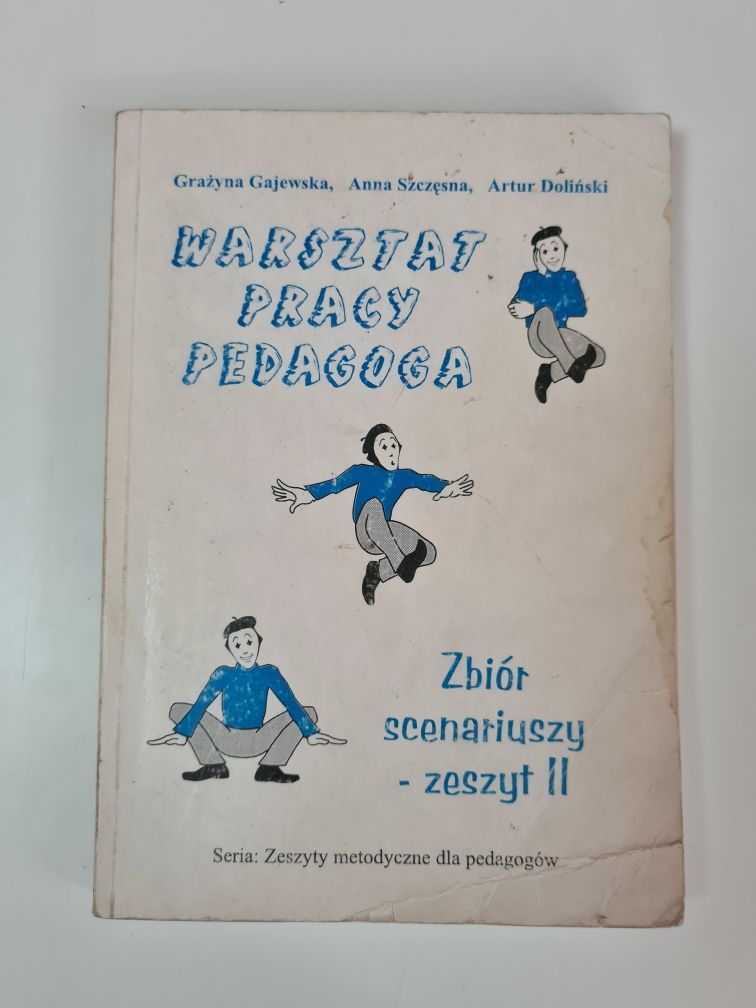 Grażyna Gajewska, Anna Szczęsna, Artur Doliński
WARSZTAT
PRACY
PEDAGOGA
Zbiór
scenariuszy
- zeszyt II
Seria: Zeszyty metodyczne dla pedagogów